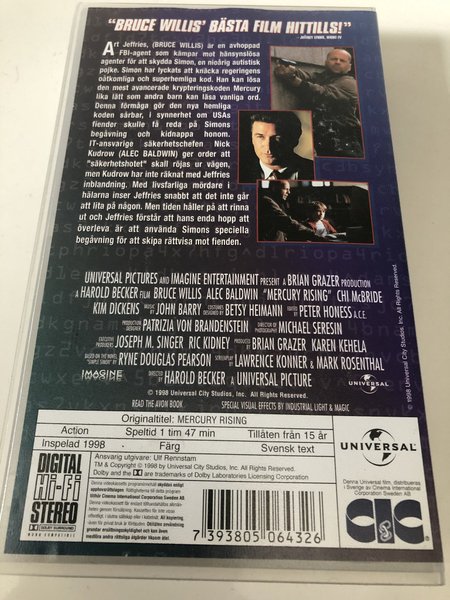 "BRUCE WILLIS' BÄSTA FILM HITTILLS!"
Art Jeffries, (BRUCE WILLIS) är en avhoppad
FBI-agent som kämpar mot hänsynslösa
agenter för att skydda Simon, en nioårig autistisk
pojke. Simon har lyckats att knäcka regeringens
oåtkomliga och superhemliga kod. Han kan lösa
den mest avancerade krypteringskoden Mercury
lika lätt som andra barn kan läsa vanliga ord.
Denna förmåga gör den nya hemliga
koden sårbar, i synnerhet om USAs
fiender skulle få reda på Simons
begåvning och kidnappa honom.
IT-ansvarige säkerhetschefen Nick
Kudrow (ALEC BALDWIN) ger order att
"säkerhetshotet" skall röjas ur vägen,
men Kudrow har inte räknat med Jeffries
inblandning. Med livsfarliga mördare i
hälarna inser Jeffries snabbt att det inte går
att lita på någon. Men tiden håller på att rinna
ut och Jeffries förstår att hans enda hopp att
överleva är att använda Simons speciella
begåvning för att skipa rättvisa mot fienden.
UNIVERSAL PICTURES AND IMAGINE ENTERTAINMENT PRESENT A BRIAN GRAZER PRODUCTION
A HAROLD BECKER FILM BRUCE WILLIS ALEC BALDWIN "MERCURY RISING" CHI McBRIDE
KIM DICKENS MUSIC BY JOHN BARRY COSTUMES DESIGNED BY BETSY HEIMANN EDITED BY PETER HONESS A.C.E.
PRODUCTION DESIGNER PATRIZIA VON BRANDENSTEIN DIRECTOR OF PHOTOGRAPHY MICHAEL SERESIN
EXECUTIVE PRODUCERS JOSEPH M. SINGER RIC KIDNEY PRODUCED BY BRIAN GRAZER KAREN KEHELA
BASED ON THE NOVEL "SIMPLE SIMON" BY RYNE DOUGLAS PEARSON SCREENPLAY BY LAWRENCE KONNER & MARK ROSENTHAL
IMAGINE DIRECTED BY HAROLD BECKER A UNIVERSAL PICTURE UNIVERSAL
© 1998 Universal City Studios, Inc. All Rights Reserved.
READ THE AVON BOOK SPECIAL VISUAL EFFECTS BY INDUSTRIAL LIGHT & MAGIC
© 1998 Universal City Studios, Inc. All Rights Reserved.
Originaltitel: MERCURY RISING
Action Speltid 1 tim 47 min Tillåten från 15 år
Inspelad 1998 Färg Svensk text
Ansvarig utgivare: Ulf Rennstam
TM & Copyright © 1998 by Universal City Studios, Inc. All Rights Reserved.
Dolby and the DD are trademarks of Dolby Laboratories Licensing Corporation
DIGITAL
Hi-Fi
STEREO
DOLBY SURROUND
7 393805 064326
UNIVERSAL
Denna Universal film, distribueras
i Sverige av Cinema International
Corporation Sweden AB
CIC